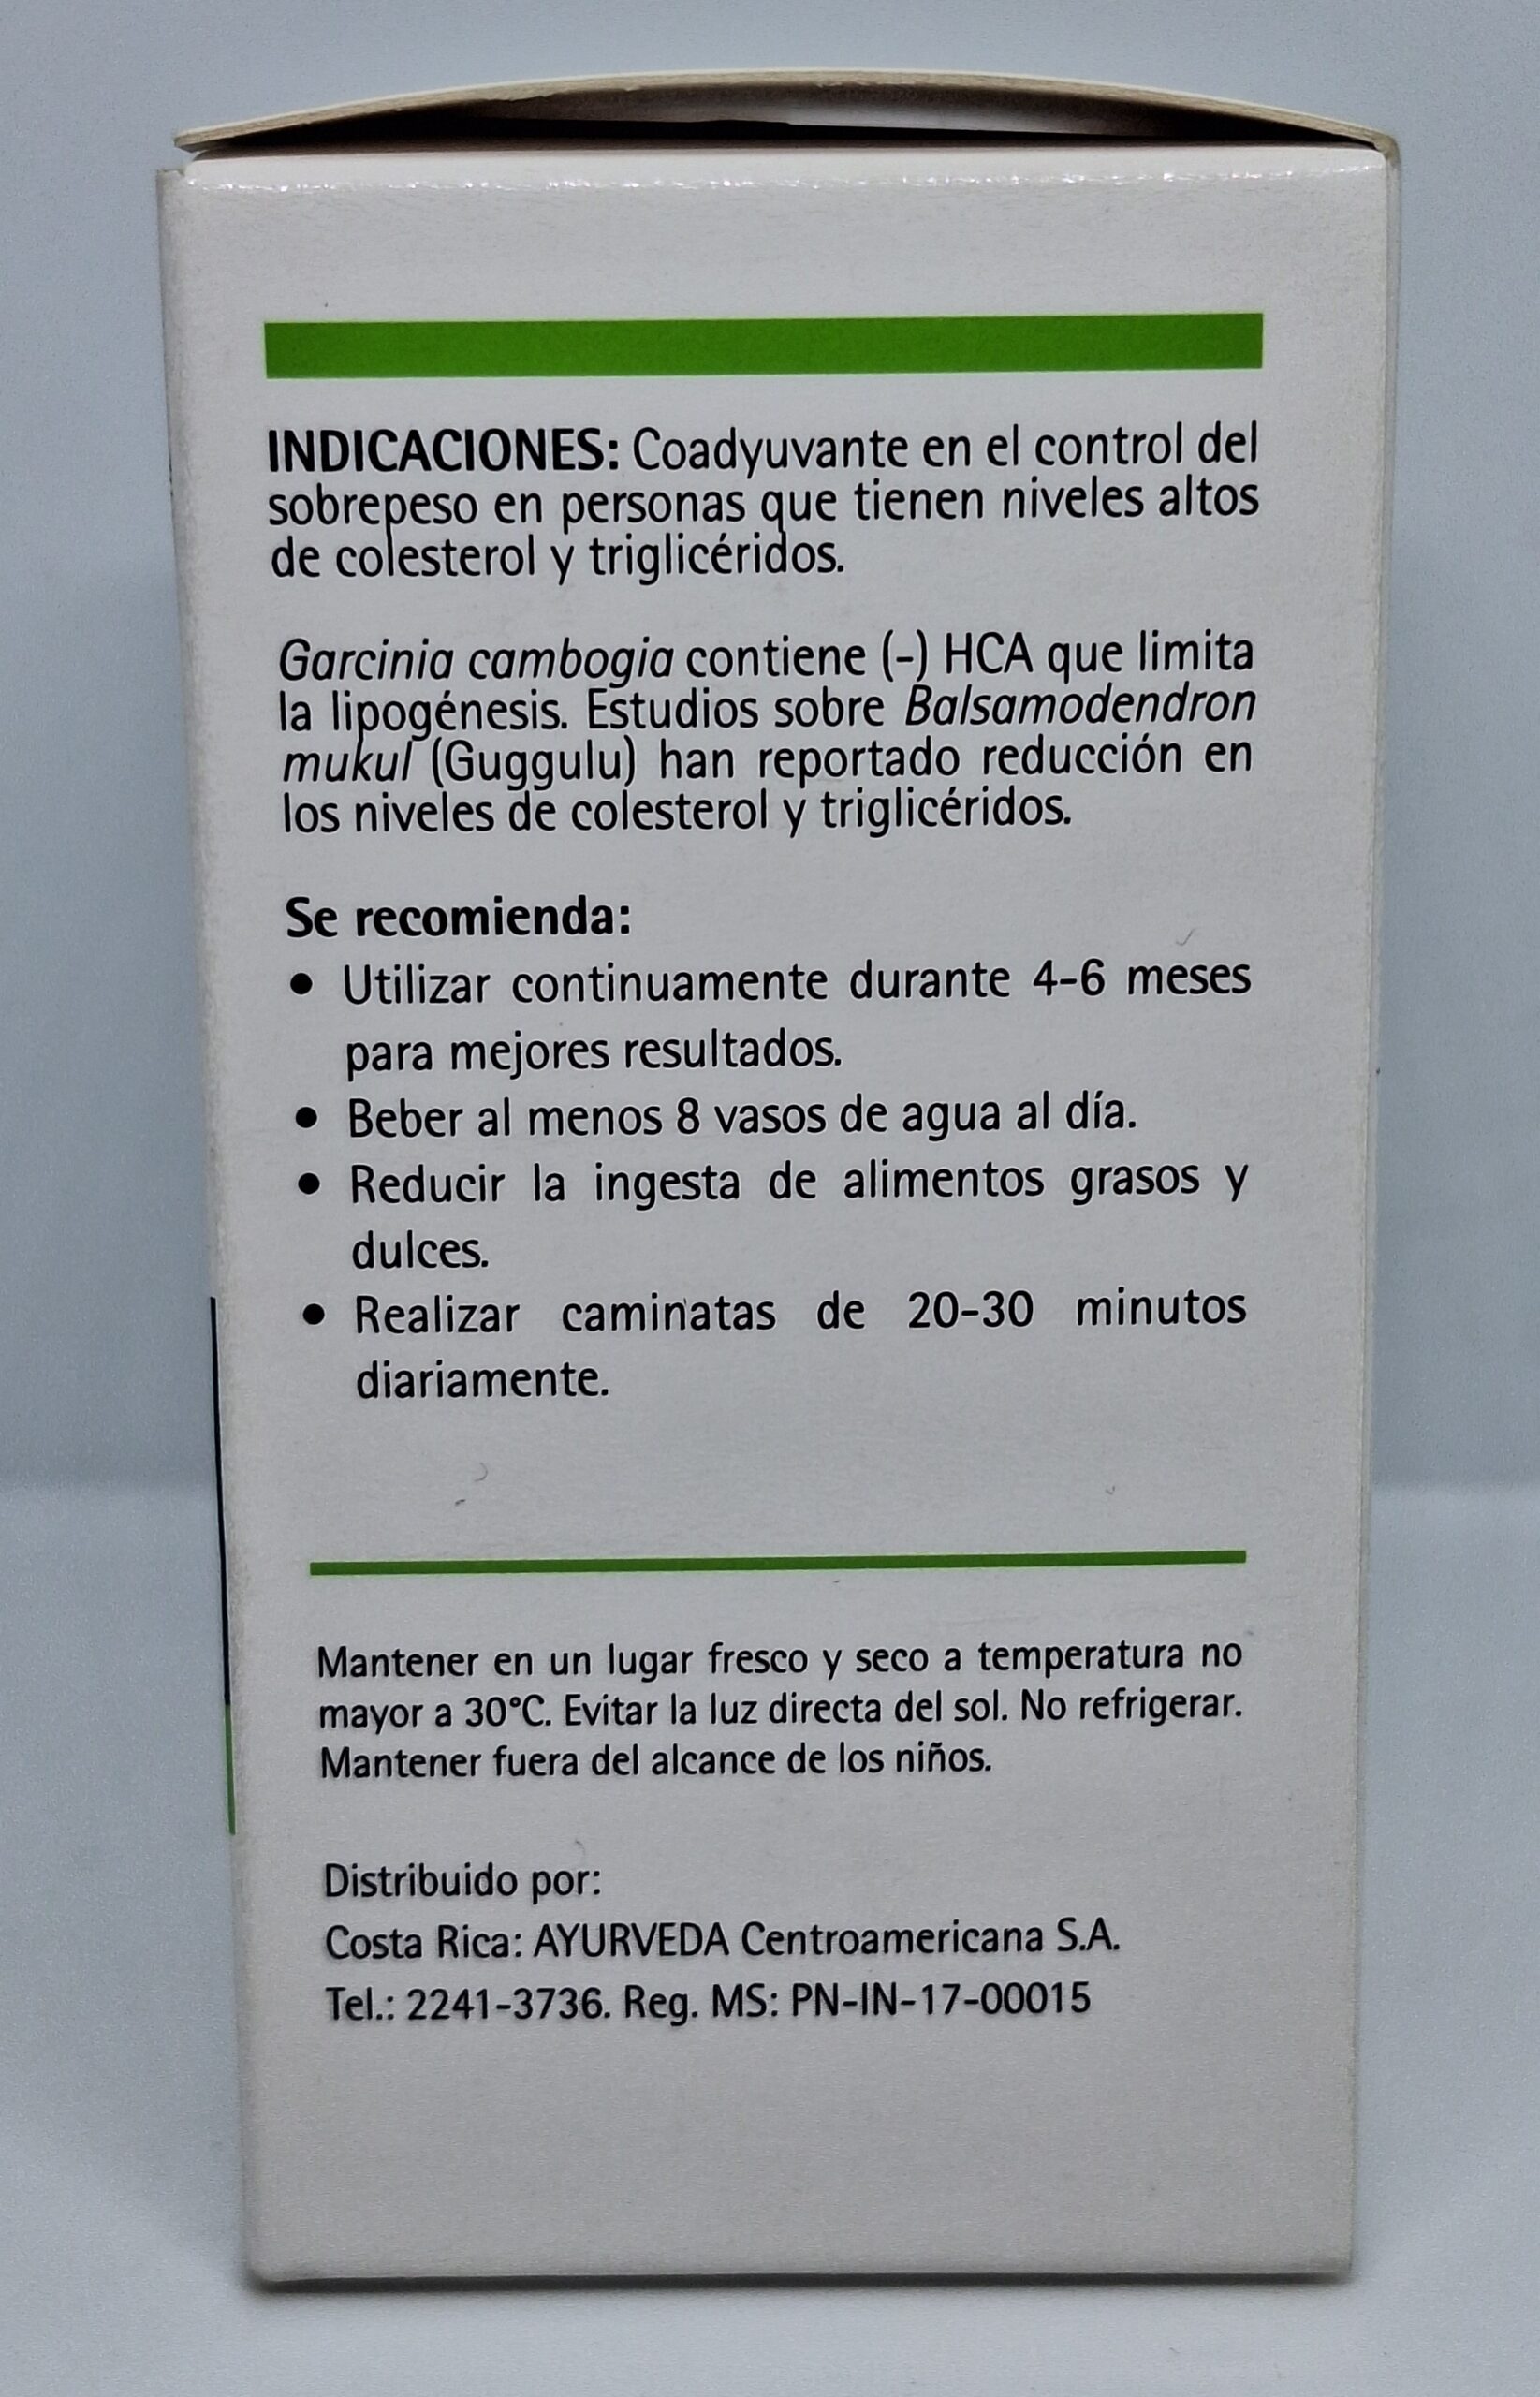 INDICACIONES: Coadyuvante en el control del
sobrepeso en personas que tienen niveles altos
de colesterol y triglicéridos.
Garcinia cambogia contiene (-) HCA que limita
la lipogénesis. Estudios sobre Balsamodendron
mukul (Guggulu) han reportado reducción en
los niveles de colesterol y triglicéridos.
Se recomienda:
• Utilizar continuamente durante 4-6 meses
para mejores resultados.
• Beber al menos 8 vasos de agua al día.
• Reducir la ingesta de alimentos grasos y
dulces.
• Realizar caminatas de 20-30 minutos
diariamente.
Mantener en un lugar fresco y seco a temperatura no
mayor a 30°C. Evitar la luz directa del sol. No refrigerar.
Mantener fuera del alcance de los niños.
Distribuido por:
Costa Rica: AYURVEDA Centroamericana S.A.
Tel.: 2241-3736. Reg. MS: PN-IN-17-00015